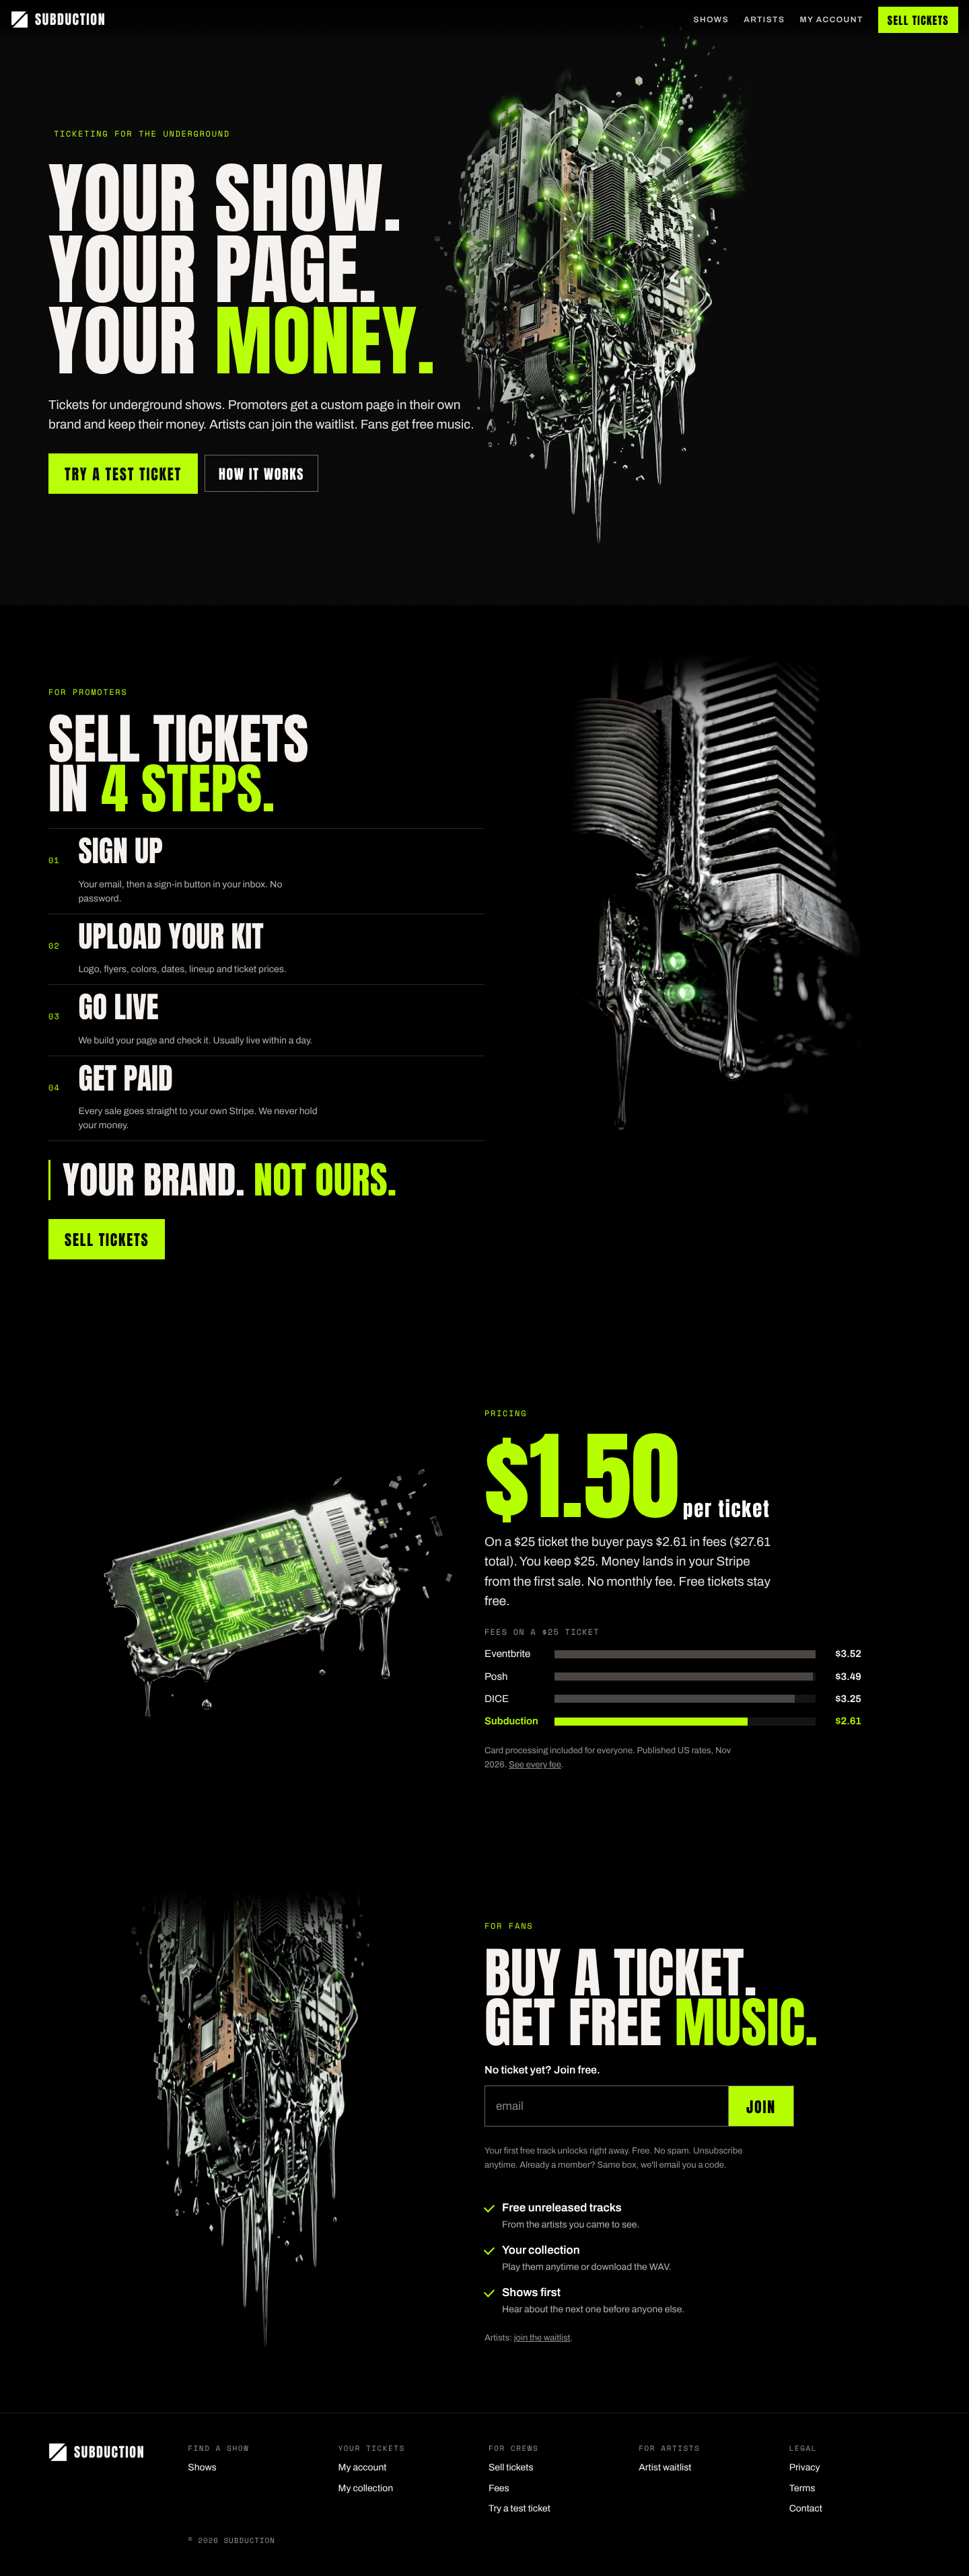 SUBDUCTION
SHOWS
ARTISTS
MY ACCOUNT
SELL TICKETS
TICKETING FOR THE UNDERGROUND
YOUR SHOW.
YOUR PAGE.
YOUR MONEY.
Tickets for underground shows. Promoters get a custom page in their own
brand and keep their money. Artists can join the waitlist. Fans get free music.
TRY A TEST TICKET
HOW IT WORKS
FOR PROMOTERS
SELL TICKETS
IN 4 STEPS.
01
SIGN UP
Your email, then a sign-in button in your inbox. No
password.
02
UPLOAD YOUR KIT
Logo, flyers, colors, dates, lineup and ticket prices.
03
GO LIVE
We build your page and check it. Usually live within a day.
04
GET PAID
Every sale goes straight to your own Stripe. We never hold
your money.
YOUR BRAND. NOT OURS.
SELL TICKETS
PRICING
$1.50 per ticket
On a $25 ticket the buyer pays $2.61 in fees ($27.61
total). You keep $25. Money lands in your Stripe
from the first sale. No monthly fee. Free tickets stay
free.
FEES ON A $25 TICKET
Eventbrite $3.52
Posh $3.49
DICE $3.25
Subduction $2.61
Card processing included for everyone. Published US rates, Nov
2026. See every fee.
FOR FANS
BUY A TICKET.
GET FREE MUSIC.
No ticket yet? Join free.
email
JOIN
Your first free track unlocks right away. Free. No spam. Unsubscribe
anytime. Already a member? Same box, we'll email you a code.
Free unreleased tracks
From the artists you came to see.
Your collection
Play them anytime or download the WAV.
Shows first
Hear about the next one before anyone else.
Artists: join the waitlist.
SUBDUCTION
FIND A SHOW
Shows
YOUR TICKETS
My account
My collection
FOR CREWS
Sell tickets
Fees
Try a test ticket
FOR ARTISTS
Artist waitlist
LEGAL
Privacy
Terms
Contact
© 2026 SUBDUCTION